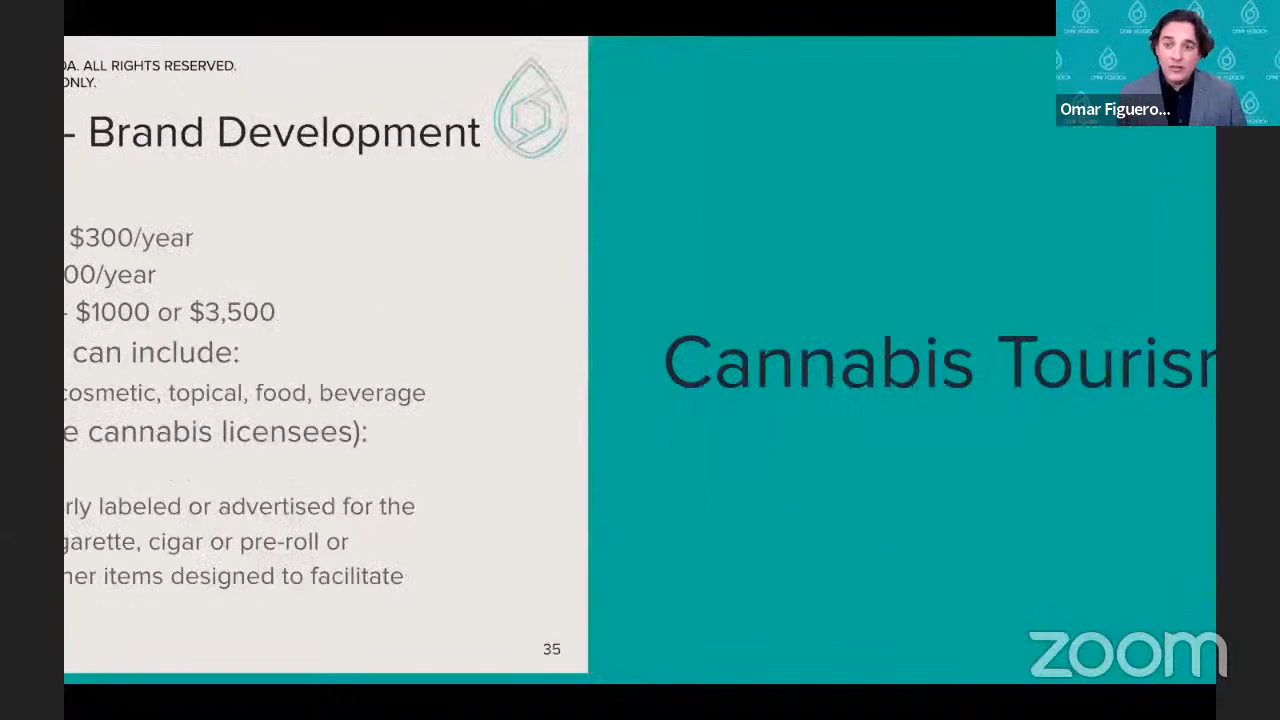 DA. ALL RIGHTS RESERVED.
ONLY.
- Brand Development
$300/year
00/year
- $1000 or $3,500
can include:
cosmetic, topical, food, beverage
e cannabis licensees):
rly labeled or advertised for the
garette, cigar or pre-roll or
her items designed to facilitate
35
Cannabis Tourism
Omar Figuero...
zoom